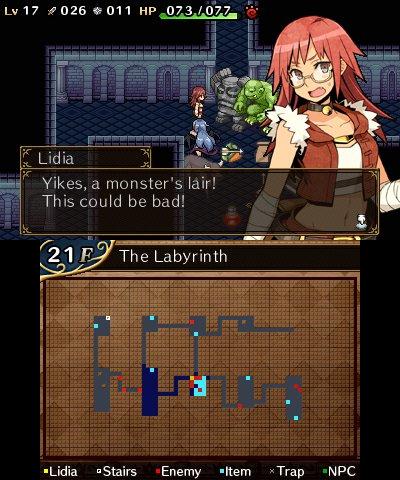 Lv 17 026 011 HP 073/077
Lidia
Yikes, a monster's lair!
This could be bad!
21F The Labyrinth
Lidia Stairs Enemy Item Trap NPC